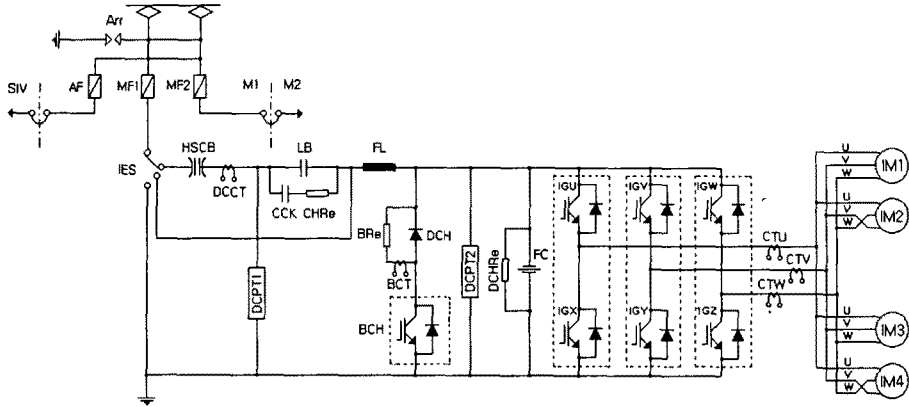 Arr
SIV
AF
MF1
MF2
M1
M2
HSCB
LB
FL
IES
DCCT
CCK
CHRe
BRe
DCH
BCT
BCH
DCPT1
DCPT2
DCHRe
FC
IGU
IGV
IGW
IGX
IGY
IGZ
CTU
CTV
CTW
U
V
W
IM1
U
V
W
IM2
U
V
W
IM3
U
V
W
IM4